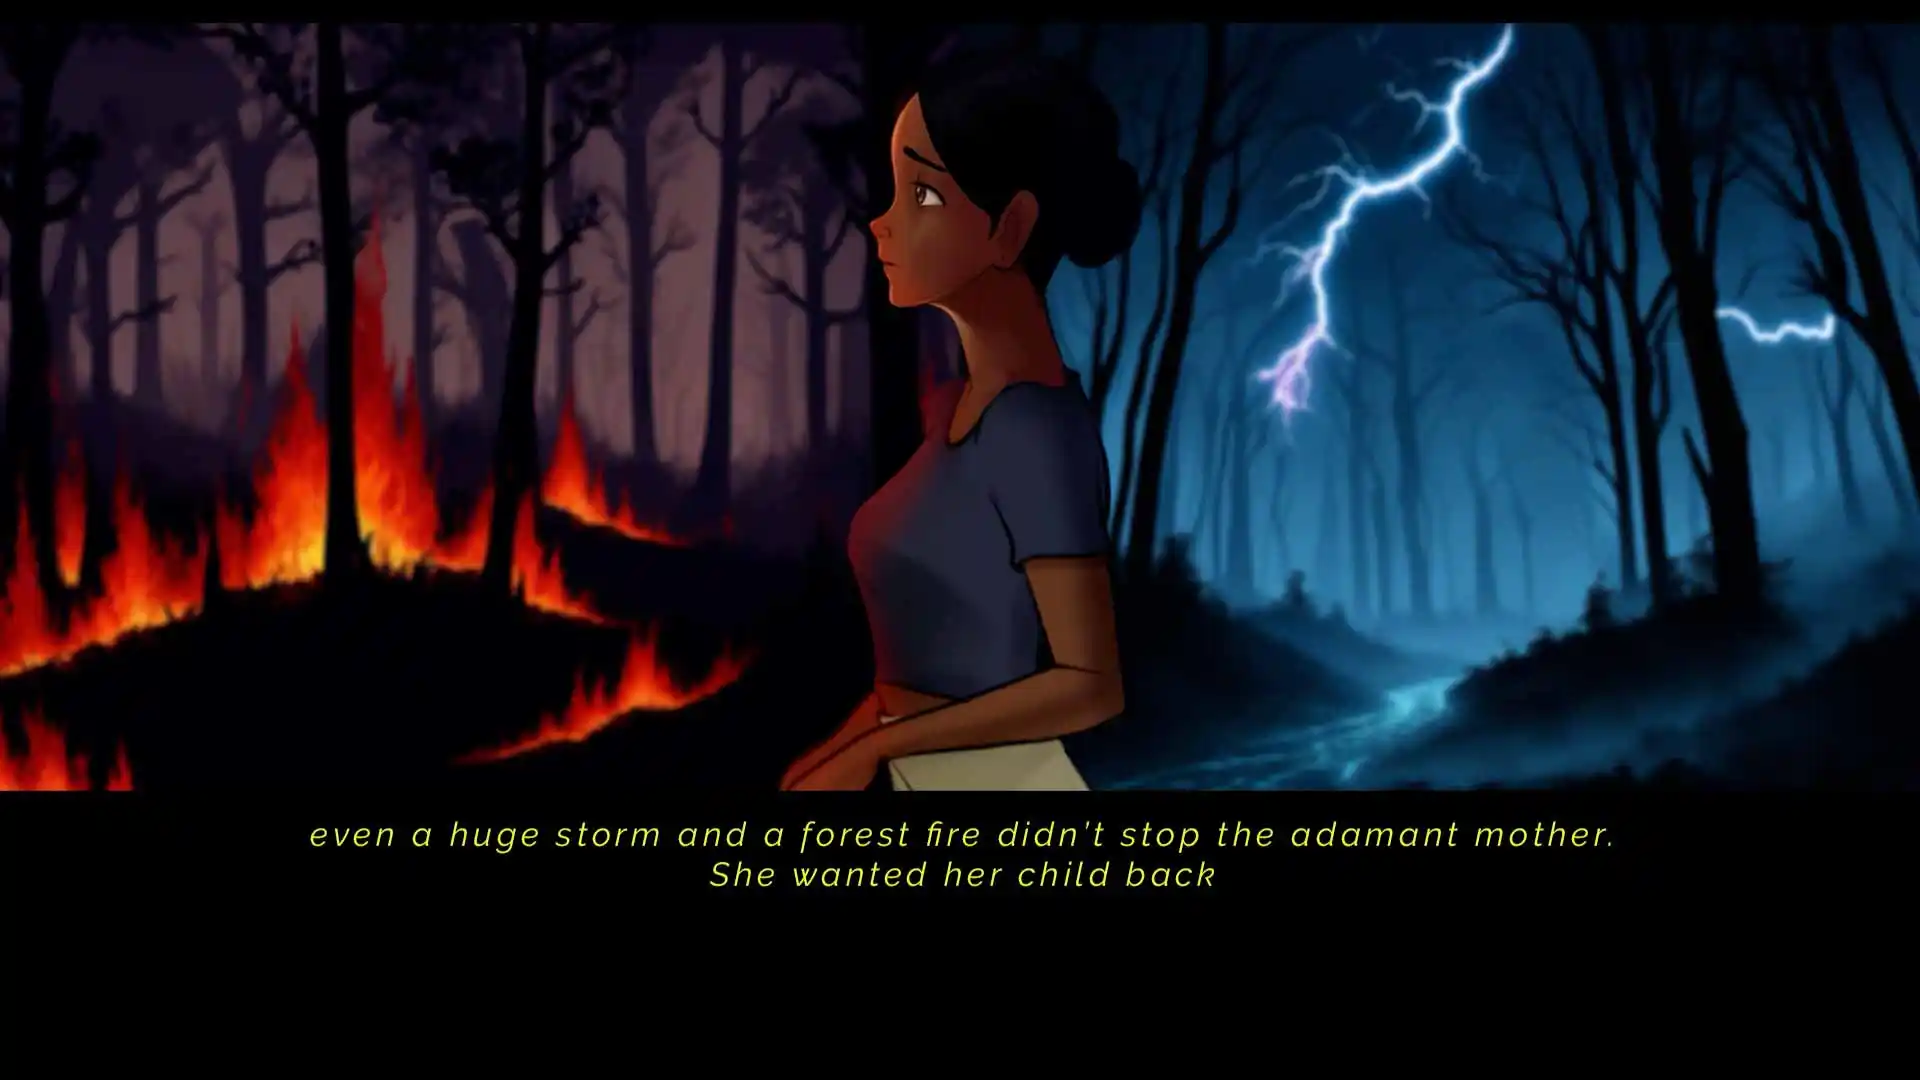 even a huge storm and a forest fire didn't stop the adamant mother.
She wanted her child back